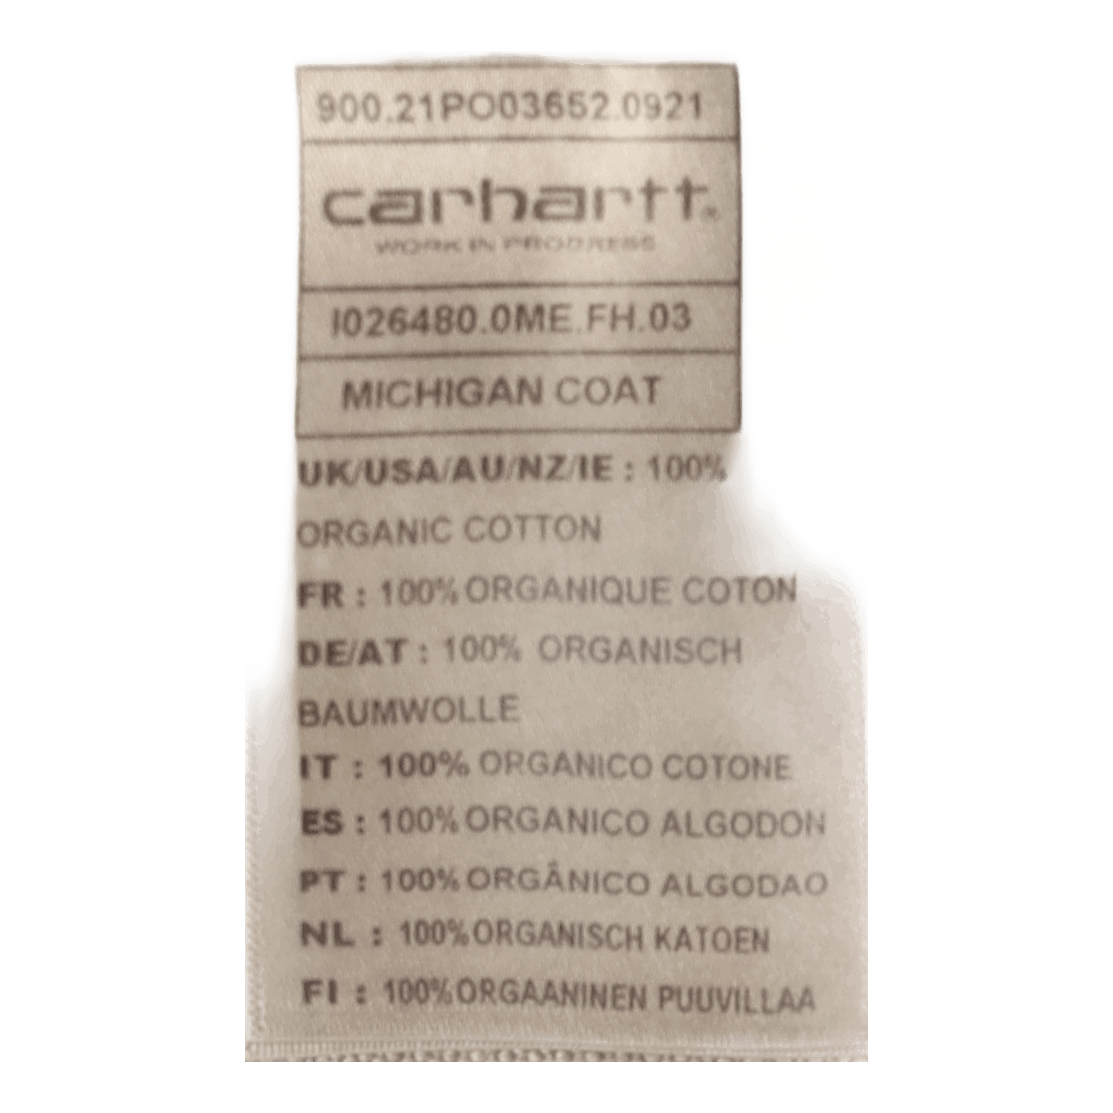 900.21PO03652.0921
carhartt®
WORK IN PROGRESS
I026480.0ME.FH.03
MICHIGAN COAT
UK/USA/AU/NZ/IE : 100%
ORGANIC COTTON
FR : 100% ORGANIQUE COTON
DE/AT : 100% ORGANISCH
BAUMWOLLE
IT : 100% ORGANICO COTONE
ES : 100% ORGANICO ALGODON
PT : 100% ORGÂNICO ALGODAO
NL : 100% ORGANISCH KATOEN
FI : 100% ORGAANINEN PUUVILLAA